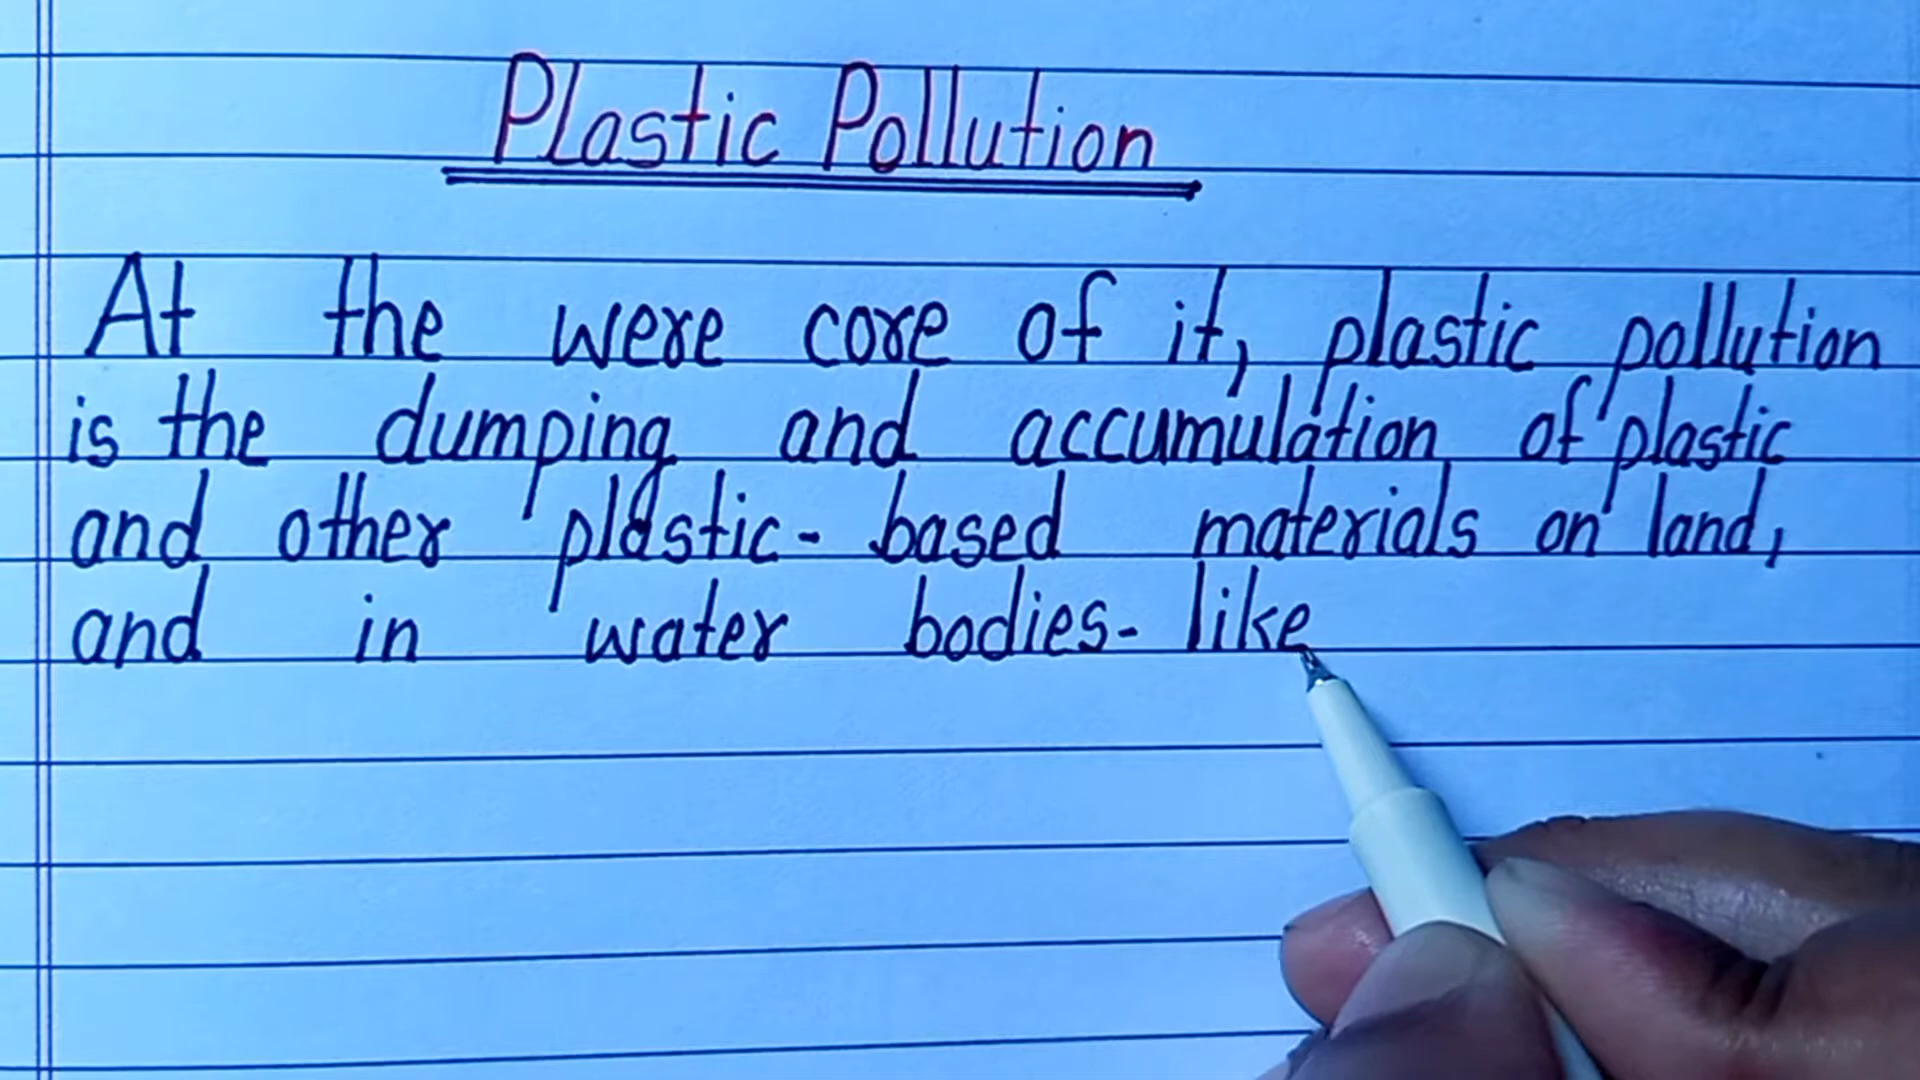 Plastic Pollution
At the were core of it, plastic pollution
is the dumping and accumulation of plastic
and other plastic-based materials on land,
and in water bodies-like